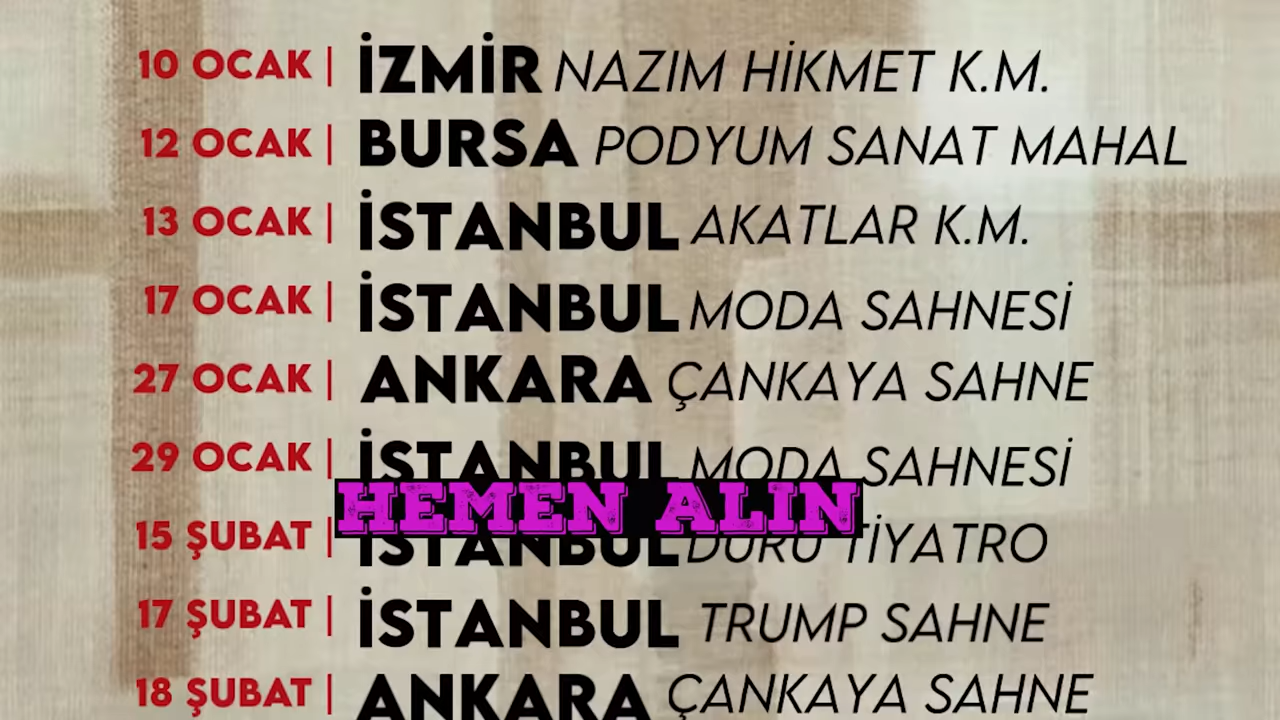 10 OCAK | İZMİR NAZIM HİKMET K.M.
12 OCAK | BURSA PODYUM SANAT MAHAL
13 OCAK | İSTANBUL AKATLAR K.M.
17 OCAK | İSTANBUL MODA SAHNESİ
27 OCAK | ANKARA ÇANKAYA SAHNE
29 OCAK | İSTANBUL MODA SAHNESİ
HEMEN ALIN
15 ŞUBAT | İSTANBUL DURU TİYATRO
17 ŞUBAT | İSTANBUL TRUMP SAHNE
18 ŞUBAT | ANKARA ÇANKAYA SAHNE